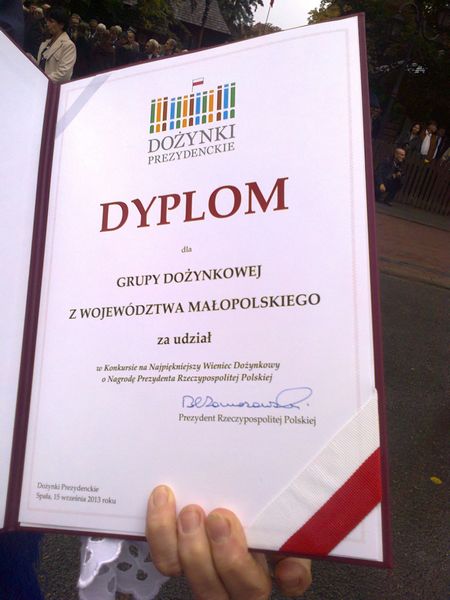 DOŻYNKI
PREZYDENCKIE
DYPLOM
dla
GRUPY DOŻYNKOWEJ
Z WOJEWÓDZTWA MAŁOPOLSKIEGO
za udział
w Konkursie na Najpiękniejszy Wieniec Dożynkowy
o Nagrodę Prezydenta Rzeczypospolitej Polskiej
Prezydent Rzeczypospolitej Polskiej
Dożynki Prezydenckie
Spała, 15 września 2013 roku